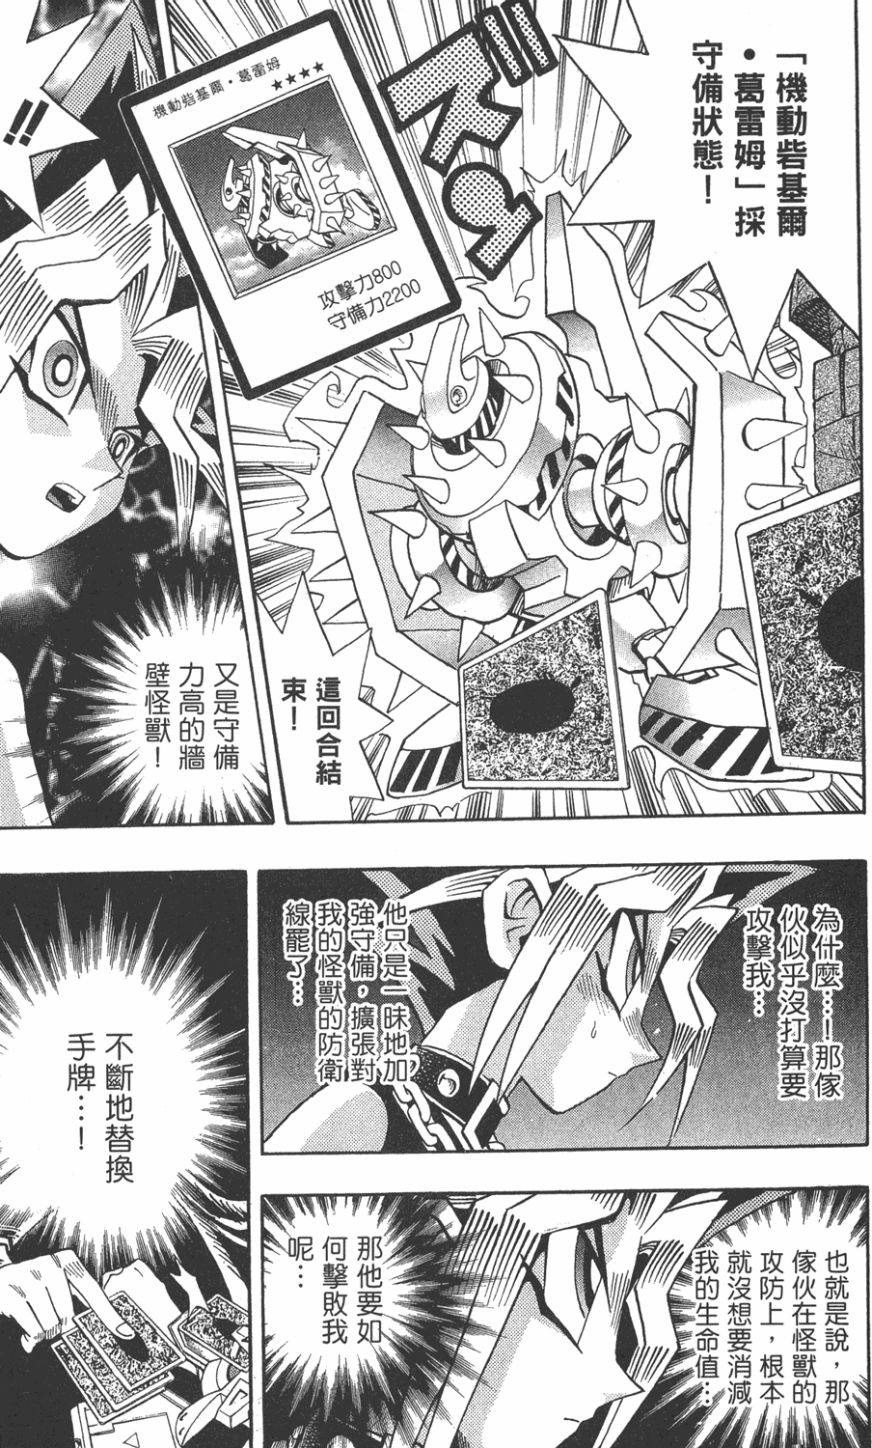 「機動砦基爾
•葛雷姆」採
守備狀態！
機動砦基爾•葛雷姆
★★★★
攻擊力800
守備力2200
ズン
!!
這回合結
束！
又是守備
力高的牆
壁怪獸！
為什麼…！那傢
伙似乎沒打算要
攻擊我…
他只是一昧地加
強守備，擴張對
我的怪獸的防衛
線罷了…
不斷地替換
手牌…！
也就是說，那
傢伙在怪獸的
攻防上，根本
就沒想要消減
我的生命值…
那他要如
何擊敗我
呢…